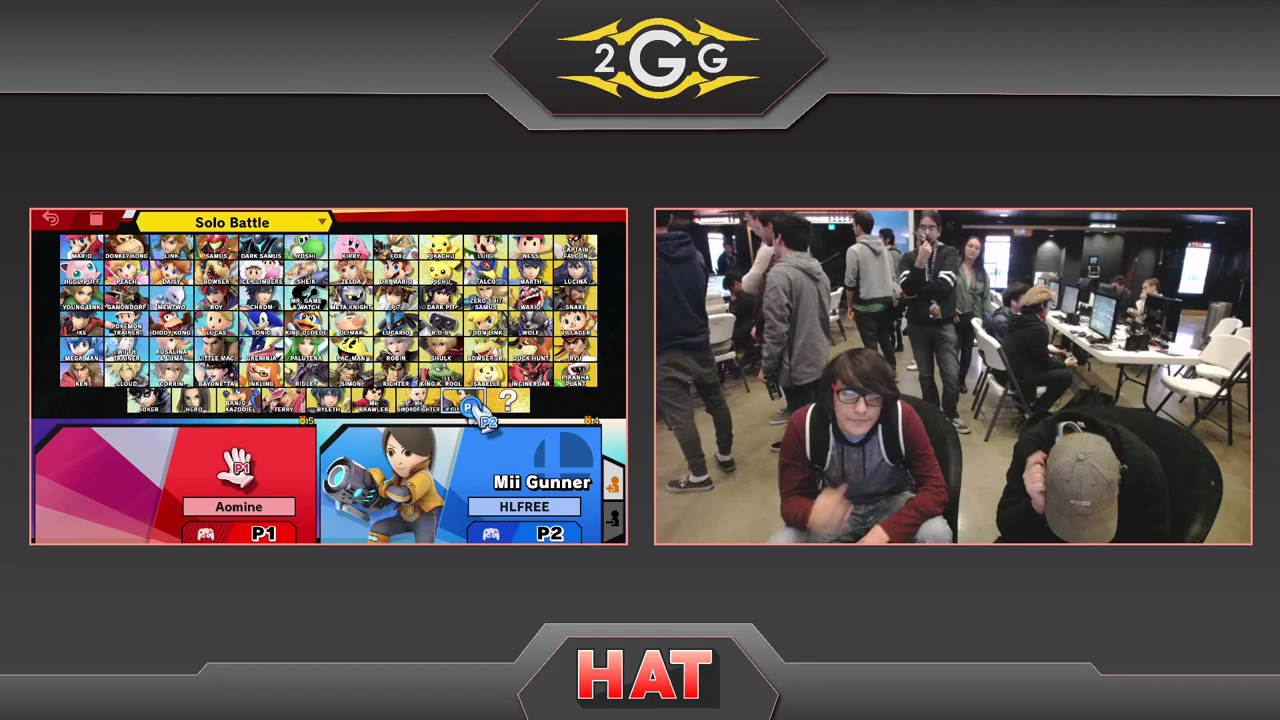 2GG
Solo Battle
MARIO DONKEY KONG LINK SAMUS DARK SAMUS YOSHI KIRBY FOX PIKACHU LUIGI NESS CAPTAIN FALCON
JIGGLYPUFF PEACH DAISY BOWSER ICE CLIMBERS SHEIK ZELDA DR. MARIO PICHU FALCO MARTH LUCINA
YOUNG LINK GANONDORF MEWTWO ROY CHROM MR. GAME & WATCH META KNIGHT PIT DARK PIT ZERO SUIT SAMUS WARIO SNAKE
IKE POKÉMON TRAINER DIDDY KONG LUCAS SONIC KING DEDEDE OLIMAR LUCARIO R.O.B. TOON LINK WOLF VILLAGER
MEGA MAN Wii Fit TRAINER ROSALINA & LUMA LITTLE MAC GRENINJA PALUTENA PAC-MAN ROBIN SHULK BOWSER JR. DUCK HUNT RYU
KEN CLOUD CORRIN BAYONETTA INKLING RIDLEY SIMON RICHTER KING K. ROOL ISABELLE INCINEROAR PIRANHA PLANT
JOKER HERO BANJO & KAZOOIE TERRY BYLETH Mii BRAWLER Mii SWORDFIGHTER ?
P2
P1
Mii Gunner
Aomine
HLFREE
P1
P2
HAT